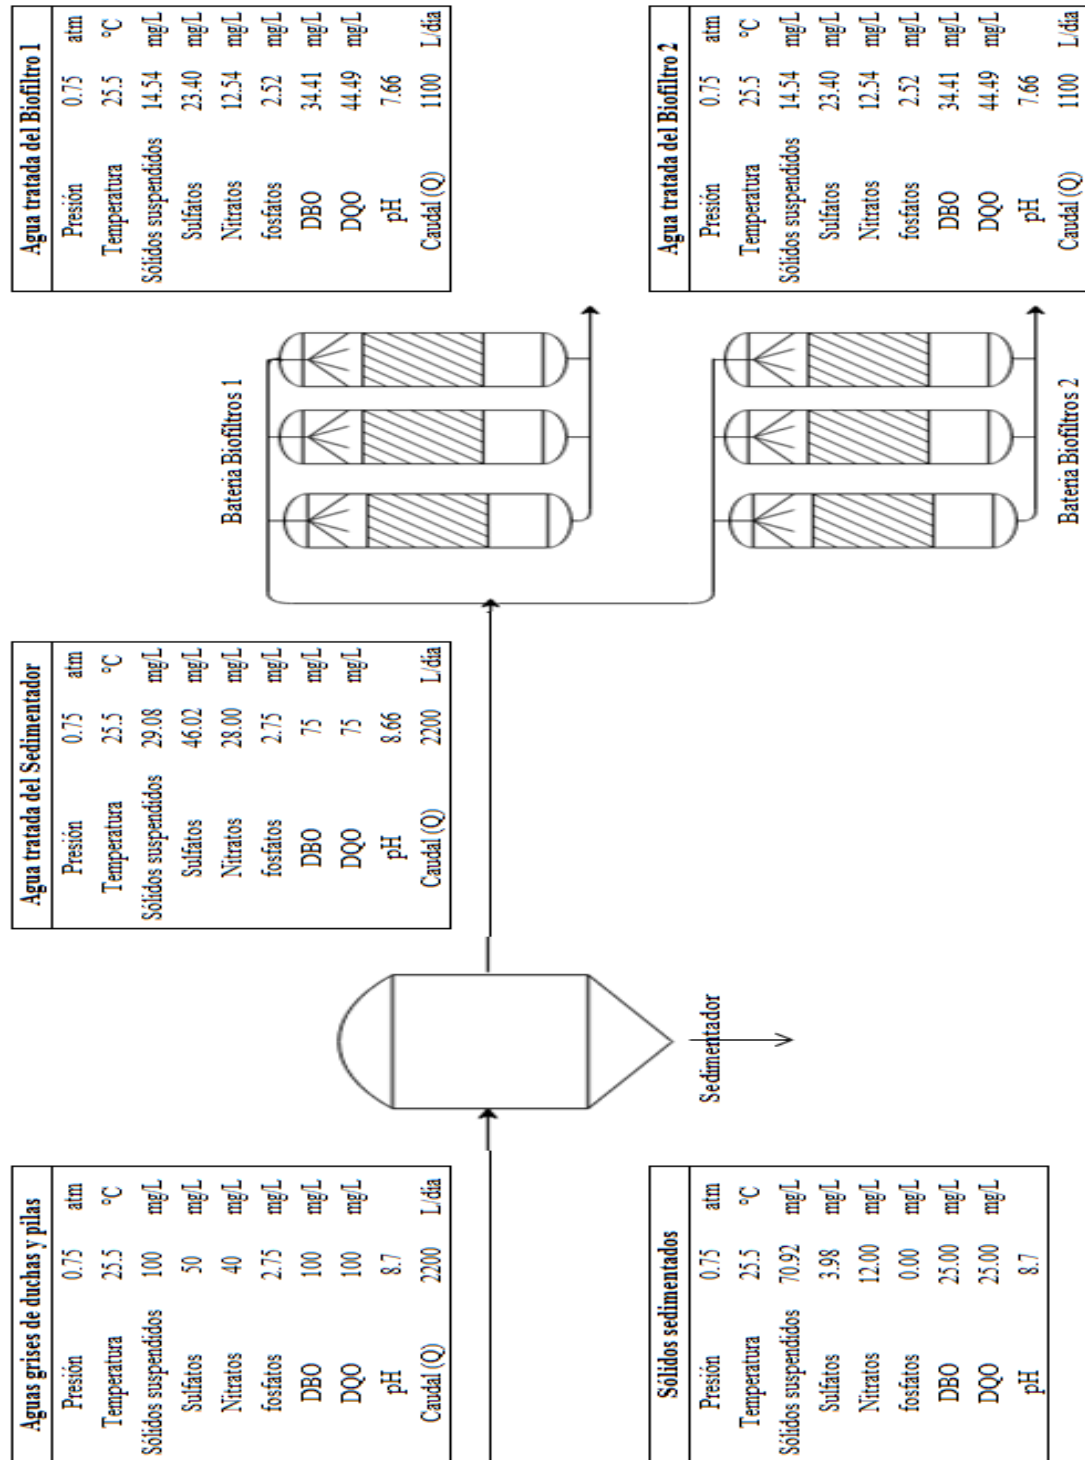 Aguas grises de duchas y pilas
Presión 0.75 atm
Temperatura 25.5 ºC
Sólidos suspendidos 100 mg/L
Sulfatos 50 mg/L
Nitratos 40 mg/L
fosfatos 2.75 mg/L
DBO 100 mg/L
DQO 100 mg/L
pH 8.7
Caudal (Q) 2200 L/día
Agua tratada del Sedimentador
Presión 0.75 atm
Temperatura 25.5 ºC
Sólidos suspendidos 29.08 mg/L
Sulfatos 46.02 mg/L
Nitratos 28.00 mg/L
fosfatos 2.75 mg/L
DBO 75 mg/L
DQO 75 mg/L
pH 8.66
Caudal (Q) 2200 L/día
Agua tratada del Biofiltro 1
Presión 0.75 atm
Temperatura 25.5 ºC
Sólidos suspendidos 14.54 mg/L
Sulfatos 23.40 mg/L
Nitratos 12.54 mg/L
fosfatos 2.52 mg/L
DBO 34.41 mg/L
DQO 44.49 mg/L
pH 7.66
Caudal (Q) 1100 L/día
Bateria Biofiltros 1
Sedimentador
Bateria Biofiltros 2
Sólidos sedimentados
Presión 0.75 atm
Temperatura 25.5 ºC
Sólidos suspendidos 70.92 mg/L
Sulfatos 3.98 mg/L
Nitratos 12.00 mg/L
fosfatos 0.00 mg/L
DBO 25.00 mg/L
DQO 25.00 mg/L
pH 8.7
Agua tratada del Biofiltro 2
Presión 0.75 atm
Temperatura 25.5 ºC
Sólidos suspendidos 14.54 mg/L
Sulfatos 23.40 mg/L
Nitratos 12.54 mg/L
fosfatos 2.52 mg/L
DBO 34.41 mg/L
DQO 44.49 mg/L
pH 7.66
Caudal (Q) 1100 L/día